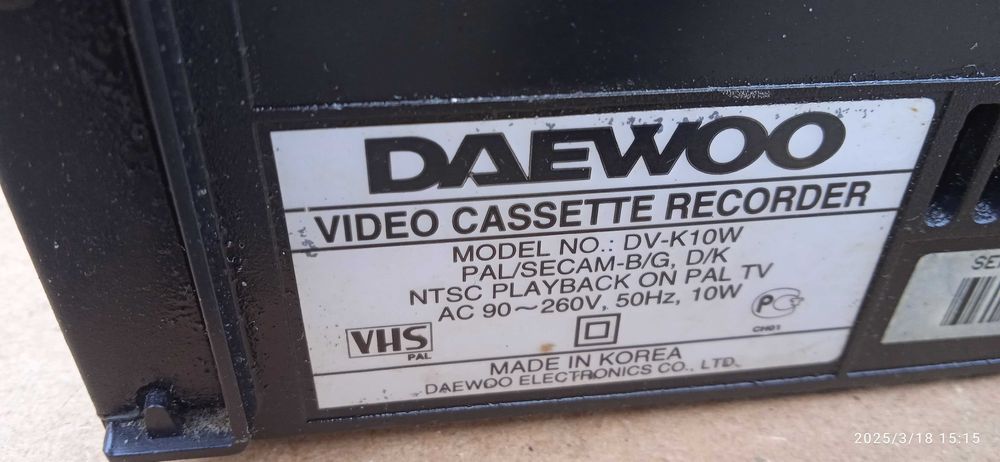 DAEWOO
VIDEO CASSETTE RECORDER
MODEL NO.: DV-K10W
PAL/SECAM-B/G, D/K
NTSC PLAYBACK ON PAL TV
AC 90~260V, 50Hz, 10W
VHS
PAL
CH01
MADE IN KOREA
DAEWOO ELECTRONICS CO., LTD.
2025/3/18 15:15